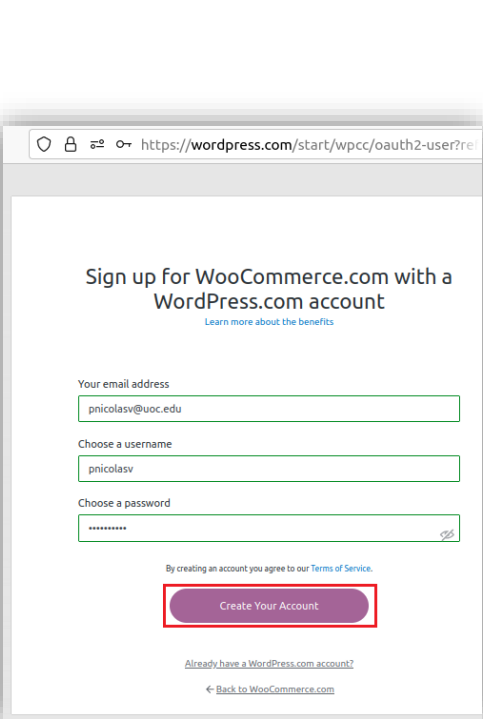 https://wordpress.com/start/wpcc/oauth2-user?re
Sign up for WooCommerce.com with a
WordPress.com account
Learn more about the benefits
Your email address
pnicolasv@uoc.edu
Choose a username
pnicolasv
Choose a password
••••••••••
By creating an account you agree to our Terms of Service.
Create Your Account
Already have a WordPress.com account?
← Back to WooCommerce.com